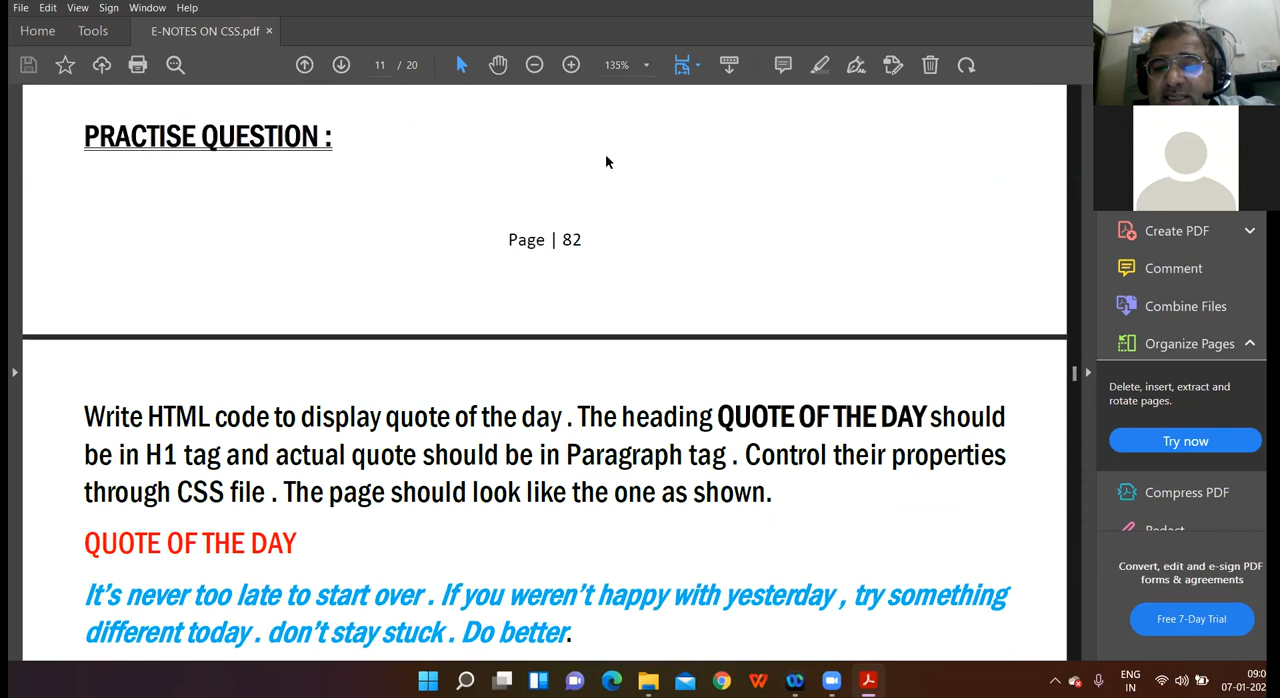 File Edit View Sign Window Help
Home Tools E-NOTES ON CSS.pdf ×
11 / 20 135%
PRACTISE QUESTION :
Page | 82
Write HTML code to display quote of the day . The heading QUOTE OF THE DAY should
be in H1 tag and actual quote should be in Paragraph tag . Control their properties
through CSS file . The page should look like the one as shown.
QUOTE OF THE DAY
It's never too late to start over . If you weren't happy with yesterday , try something
different today . don't stay stuck . Do better.
Create PDF
Comment
Combine Files
Organize Pages
Delete, insert, extract and
rotate pages.
Try now
Compress PDF
Redact
Convert, edit and e-sign PDF
forms & agreements
Free 7-Day Trial
ENG
IN
09:0
07-01-202